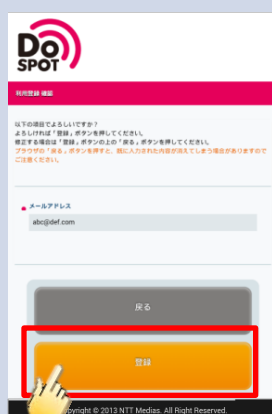 Do
SPOT
利用登録 確認
以下の項目でよろしいですか？
よろしければ「登録」ボタンを押してください。
修正する場合は「登録」ボタンの上の「戻る」ボタンを押してください。
ブラウザの「戻る」ボタンを押すと、既に入力された内容が消えてしまう場合がありますので
ご注意ください。
メールアドレス
abc@def.com
戻る
登録
pyright © 2013 NTT Medias. All Right Reserved.